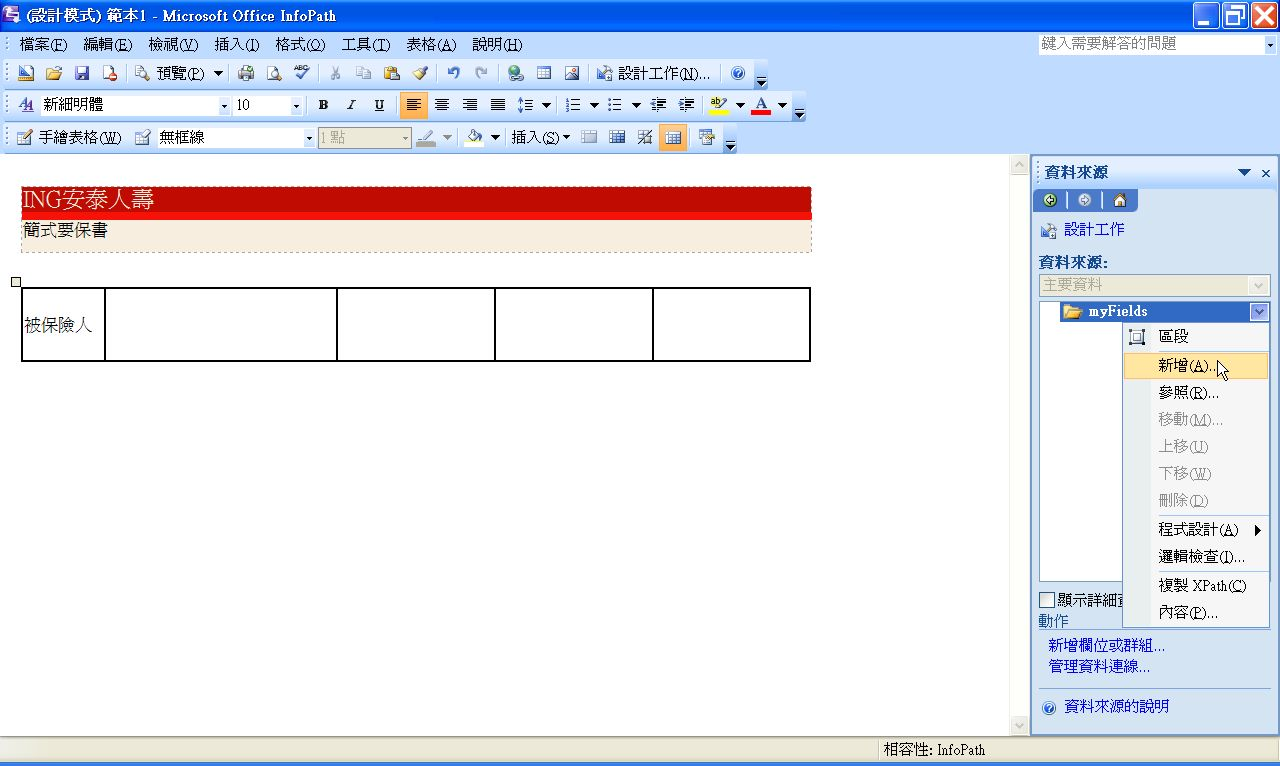 (設計模式) 範本1 - Microsoft Office InfoPath
檔案(F) 編輯(E) 檢視(V) 插入(I) 格式(O) 工具(T) 表格(A) 說明(H) 鍵入需要解答的問題
預覽(P) 設計工作(N)...
新細明體 10 B I U
手繪表格(W) 無框線 1 點 插入(S)
ING安泰人壽
簡式要保書
被保險人
資料來源
設計工作
資料來源:
主要資料
myFields
區段
新增(A)...
參照(R)...
移動(M)...
上移(U)
下移(W)
刪除(D)
程式設計(A)
邏輯檢查(I)...
複製 XPath(C)
內容(P)...
顯示詳細
動作
新增欄位或群組...
管理資料連線...
資料來源的說明
相容性: InfoPath